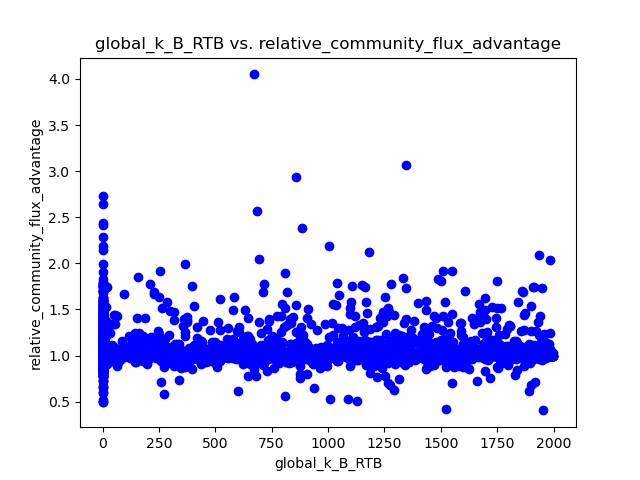 global_k_B_RTB vs. relative_community_flux_advantage
relative_community_flux_advantage
4.0
3.5
3.0
2.5
2.0
1.5
1.0
0.5
0 250 500 750 1000 1250 1500 1750 2000
global_k_B_RTB